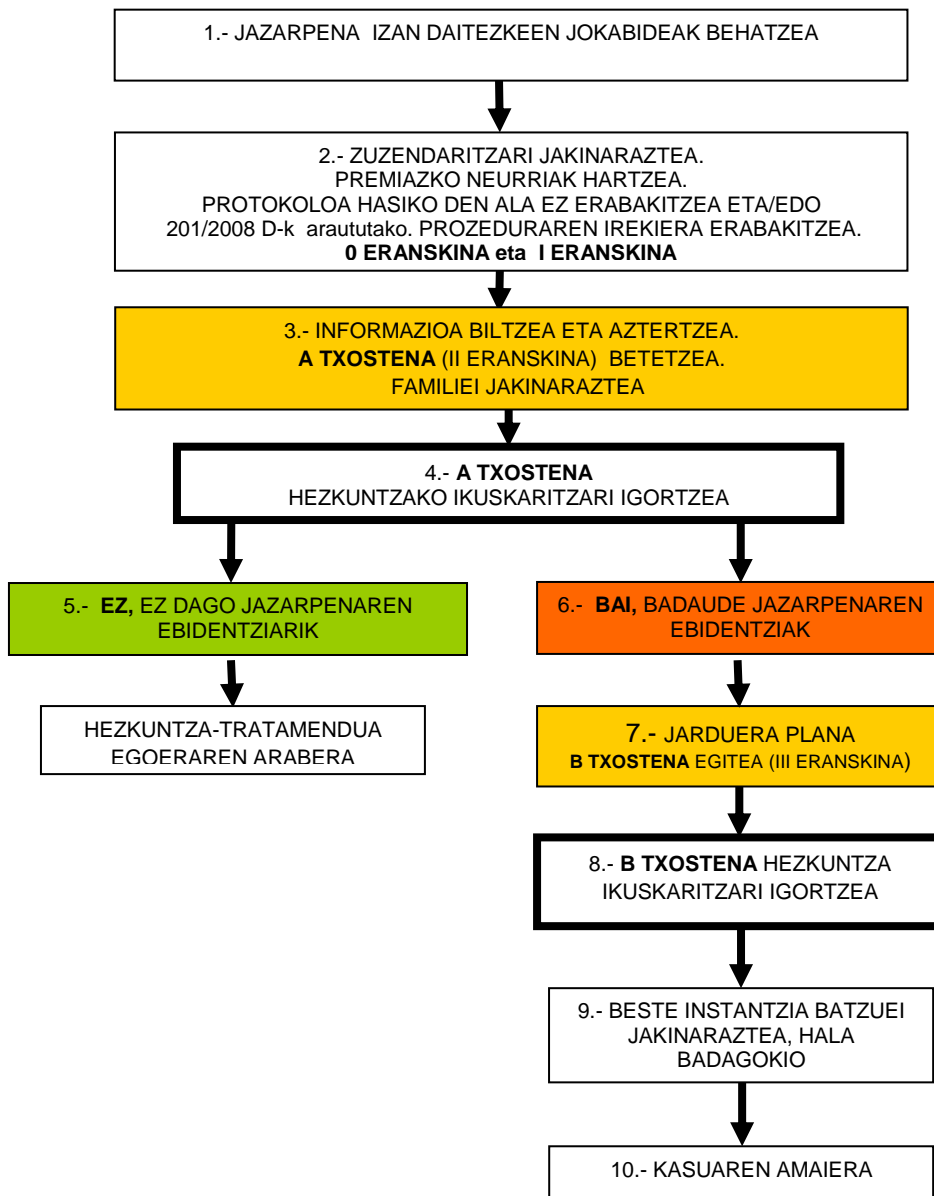 1.- JAZARPENA IZAN DAITEZKEEN JOKABIDEAK BEHATZEA
2.- ZUZENDARITZARI JAKINARAZTEA.
PREMIAZKO NEURRIAK HARTZEA.
PROTOKOLOA HASIKO DEN ALA EZ ERABAKITZEA ETA/EDO
201/2008 D-k araututako. PROZEDURAREN IREKIERA ERABAKITZEA.
0 ERANSKINA eta I ERANSKINA
3.- INFORMAZIOA BILTZEA ETA AZTERTZEA.
A TXOSTENA (II ERANSKINA) BETETZEA.
FAMILIEI JAKINARAZTEA
4.- A TXOSTENA
HEZKUNTZAKO IKUSKARITZARI IGORTZEA
5.- EZ, EZ DAGO JAZARPENAREN
EBIDENTZIARIK
6.- BAI, BADAUDE JAZARPENAREN
EBIDENTZIAK
HEZKUNTZA-TRATAMENDUA
EGOERAREN ARABERA
7.- JARDUERA PLANA
B TXOSTENA EGITEA (III ERANSKINA)
8.- B TXOSTENA HEZKUNTZA
IKUSKARITZARI IGORTZEA
9.- BESTE INSTANTZIA BATZUEI
JAKINARAZTEA, HALA
BADAGOKIO
10.- KASUAREN AMAIERA